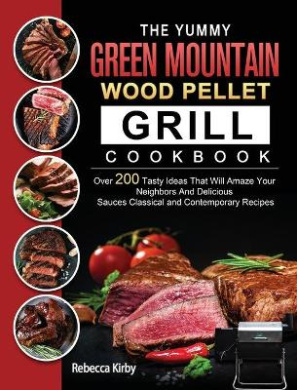 THE YUMMY
GREEN MOUNTAIN
WOOD PELLET
GRILL
COOKBOOK
Over 200 Tasty Ideas That Will Amaze Your
Neighbors And Delicious
Sauces Classical and Contemporary Recipes
Rebecca Kirby